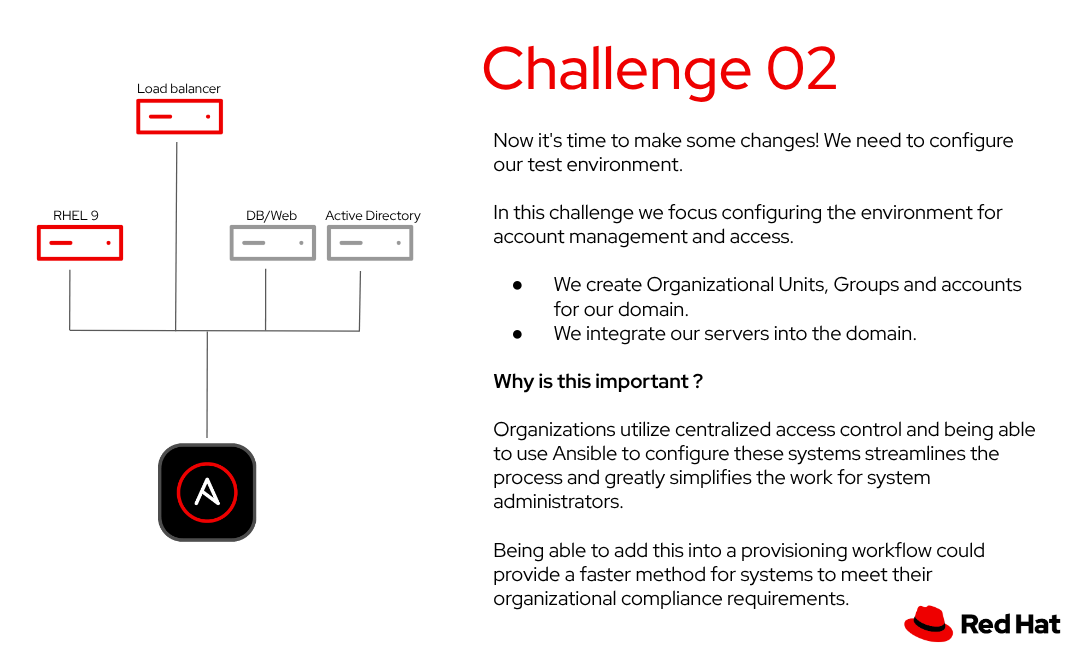 Challenge 02
Load balancer
RHEL 9
DB/Web
Active Directory
Now it's time to make some changes! We need to configure
our test environment.
In this challenge we focus configuring the environment for
account management and access.
● We create Organizational Units, Groups and accounts
for our domain.
● We integrate our servers into the domain.
Why is this important ?
Organizations utilize centralized access control and being able
to use Ansible to configure these systems streamlines the
process and greatly simplifies the work for system
administrators.
Being able to add this into a provisioning workflow could
provide a faster method for systems to meet their
organizational compliance requirements.
Red Hat